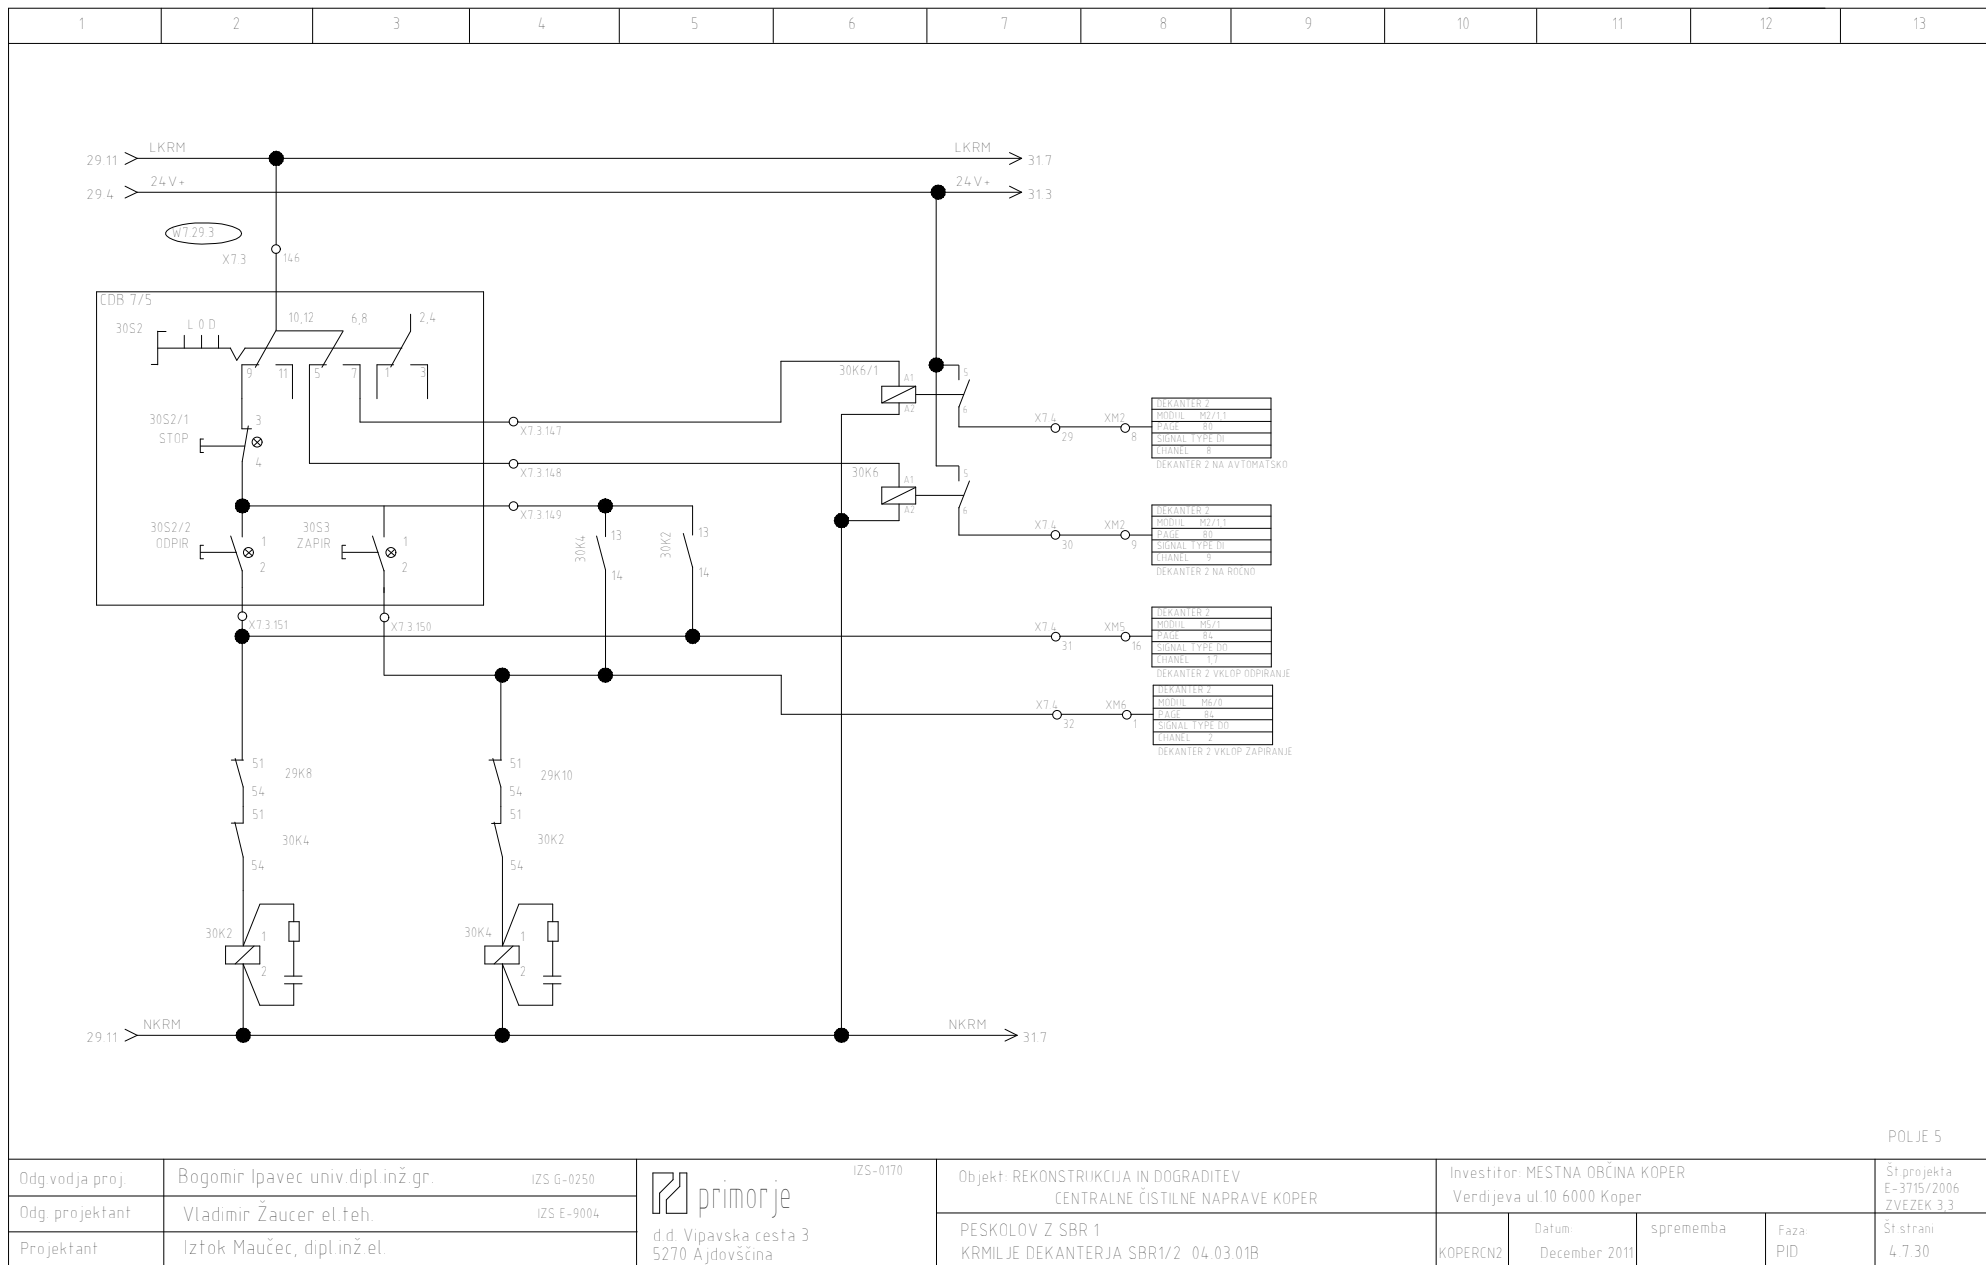 1 2 3 4 5 6 7 8 9 10 11 12 13
29.11 LKRM LKRM 31.7
29.4 24V+ 24V+ 31.3
W7.29.3
X7.3 146
CDB 7/5
30S2 L 0 D 10,12 6,8 2,4
9 11 5 7 1 3
30S2/1
STOP
3
4
X7.3.147
X7.3.148
X7.3.149
30S2/2
ODPIR
1
2
30S3
ZAPIR
1
2
30K4
13
14
30K2
13
14
X7.3.151
X7.3.150
30K6/1
A1
A2
5
6
30K6
A1
A2
5
6
X7.4
29
XM2
8
DEKANTER 2
MODUL M2/1,1
PAGE 80
SIGNAL TYPE DI
CHANEL 8
DEKANTER 2 NA AVTOMATSKO
X7.4
30
XM2
9
DEKANTER 2
MODUL M2/1,1
PAGE 80
SIGNAL TYPE DI
CHANEL 9
DEKANTER 2 NA ROČNO
X7.4
31
XM5
16
DEKANTER 2
MODUL M5/1
PAGE 84
SIGNAL TYPE DO
CHANEL 1,7
DEKANTER 2 VKLOP ODPIRANJE
X7.4
32
XM6
1
DEKANTER 2
MODUL M6/0
PAGE 84
SIGNAL TYPE DO
CHANEL 2
DEKANTER 2 VKLOP ZAPIRANJE
51
29K8
54
51
30K4
54
30K2
1
2
51
29K10
54
51
30K2
54
30K4
1
2
29.11 NKRM NKRM 31.7
POLJE 5
Odg.vodja proj. Bogomir Ipavec univ.dipl.inž.gr. IZS G-0250
Odg. projektant Vladimir Žaucer el.teh. IZS E-9004
Projektant Iztok Maučec, dipl.inž.el.
IZS-0170
primorje
d.d. Vipavska cesta 3
5270 Ajdovščina
Objekt: REKONSTRUKCIJA IN DOGRADITEV
CENTRALNE ČISTILNE NAPRAVE KOPER
PESKOLOV Z SBR 1
KRMILJE DEKANTERJA SBR1/2 04.03.01B
Investitor: MESTNA OBČINA KOPER
Verdijeva ul.10 6000 Koper
KOPERCN2
Datum:
December 2011
sprememba
Faza
PID
Št.projekta
E-3715/2006
ZVEZEK 3,3
Št.strani
4.7.30